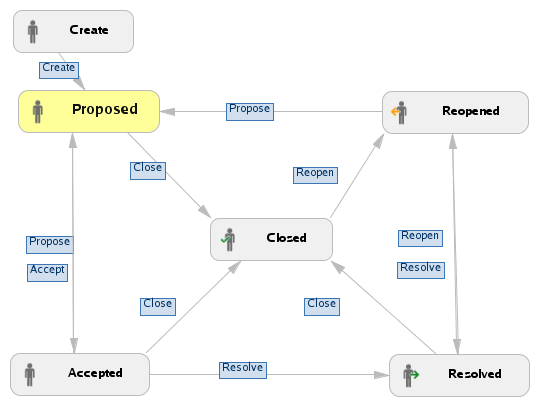 Create
Create
Proposed
Propose
Reopened
Close
Reopen
Closed
Propose
Accept
Reopen
Resolve
Close
Close
Accepted
Resolve
Resolved